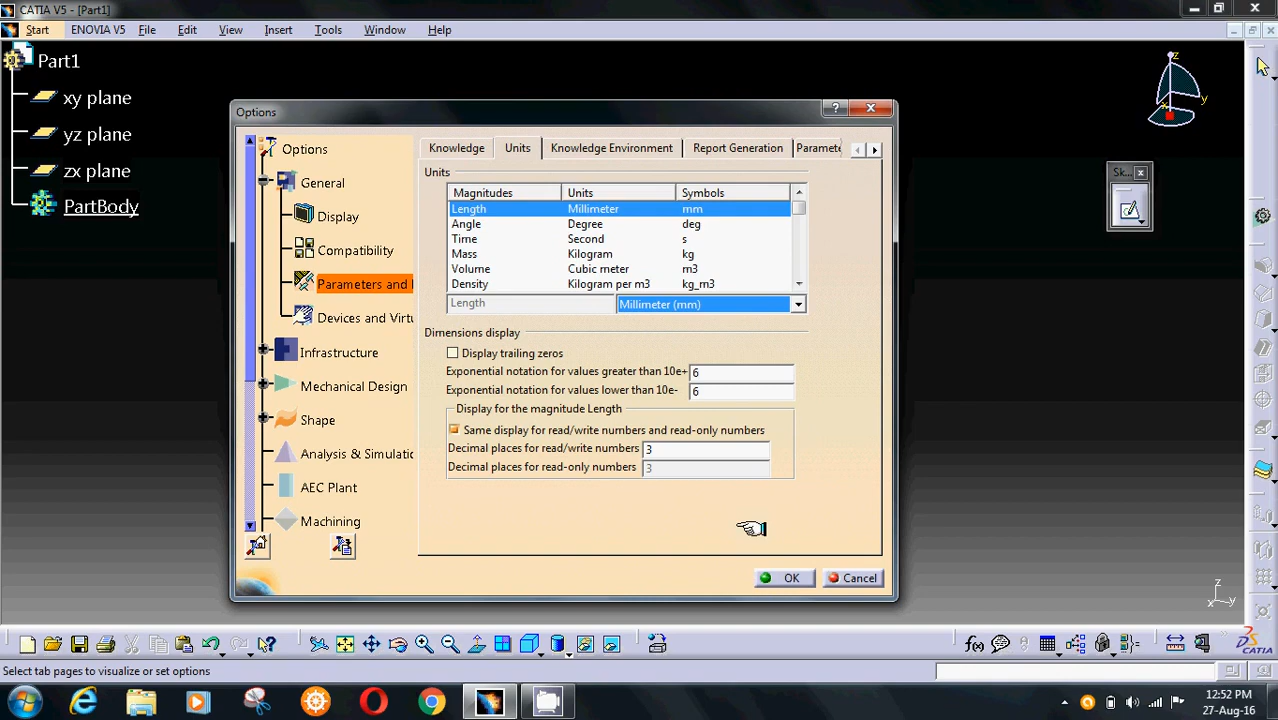 CATIA V5 - [Part1]
Start ENOVIA V5 File Edit View Insert Tools Window Help
Part1
xy plane
yz plane
zx plane
PartBody
z
y
x
Sk...
Options
Options
General
Display
Compatibility
Parameters and
Devices and Virtu
Infrastructure
Mechanical Design
Shape
Analysis & Simulatio
AEC Plant
Machining
Knowledge Units Knowledge Environment Report Generation Paramete
Units
Magnitudes Units Symbols
Length Millimeter mm
Angle Degree deg
Time Second s
Mass Kilogram kg
Volume Cubic meter m3
Density Kilogram per m3 kg_m3
Length Millimeter (mm)
Dimensions display
Display trailing zeros
Exponential notation for values greater than 10e+ 6
Exponential notation for values lower than 10e- 6
Display for the magnitude Length
Same display for read/write numbers and read-only numbers
Decimal places for read/write numbers 3
Decimal places for read-only numbers 3
OK Cancel
z
x y
f(x)
CATIA
Select tab pages to visualize or set options
12:52 PM
27-Aug-16